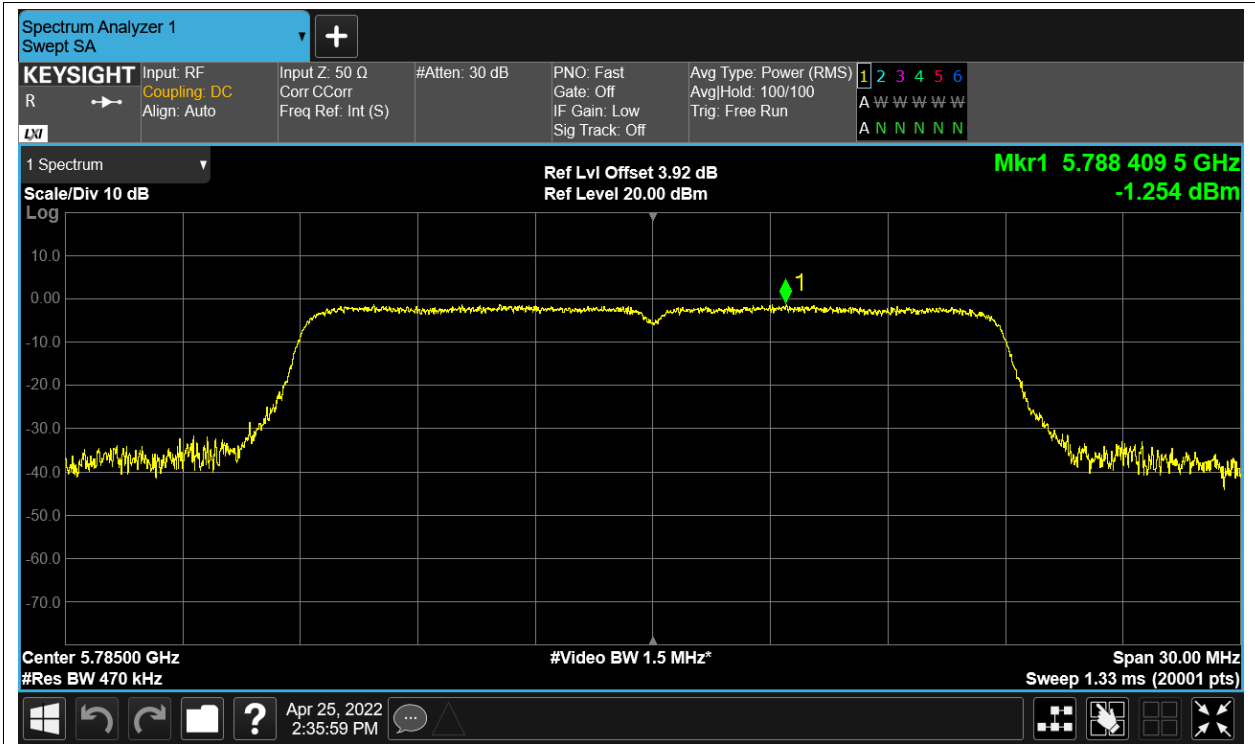 Spectrum Analyzer 1
Swept SA
KEYSIGHT
R
LXI
Input: RF
Coupling: DC
Align: Auto
Input Z: 50 Ω
Corr CCorr
Freq Ref: Int (S)
#Atten: 30 dB
PNO: Fast
Gate: Off
IF Gain: Low
Sig Track: Off
Avg Type: Power (RMS)
Avg|Hold: 100/100
Trig: Free Run
1 2 3 4 5 6
A W W W W W
A N N N N N
1 Spectrum
Scale/Div 10 dB
Log
Ref Lvl Offset 3.92 dB
Ref Level 20.00 dBm
Mkr1 5.788 409 5 GHz
-1.254 dBm
1
10.0
0.00
-10.0
-20.0
-30.0
-40.0
-50.0
-60.0
-70.0
Center 5.78500 GHz
#Res BW 470 kHz
#Video BW 1.5 MHz*
Span 30.00 MHz
Sweep 1.33 ms (20001 pts)
?
Apr 25, 2022
2:35:59 PM